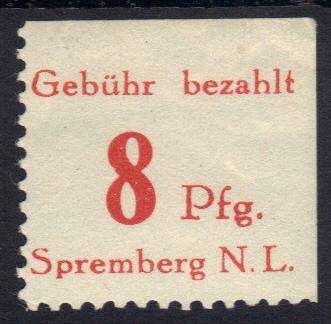 Gebühr bezahlt
8 Pfg.
Spremberg N.L.